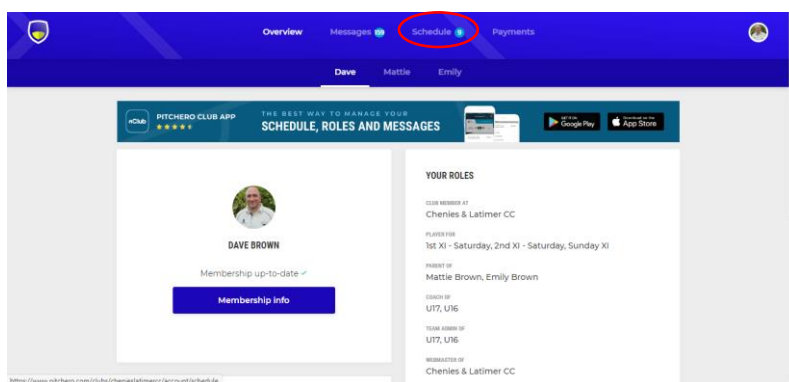 Overview Messages Schedule 9 Payments
Dave Mattie Emily
PITCHERO CLUB APP
THE BEST WAY TO MANAGE YOUR
SCHEDULE, ROLES AND MESSAGES
GET IT ON
Google Play
Download on the
App Store
DAVE BROWN
Membership up-to-date
Membership info
YOUR ROLES
CLUB MEMBER AT
Chenies & Latimer CC
PLAYER FOR
1st XI - Saturday, 2nd XI - Saturday, Sunday XI
PARENT OF
Mattie Brown, Emily Brown
COACH OF
U17, U16
TEAM ADMIN OF
U17, U16
WEBMASTER OF
Chenies & Latimer CC
https://www.pitchero.com/clubs/chenieslatimercc/account/schedule